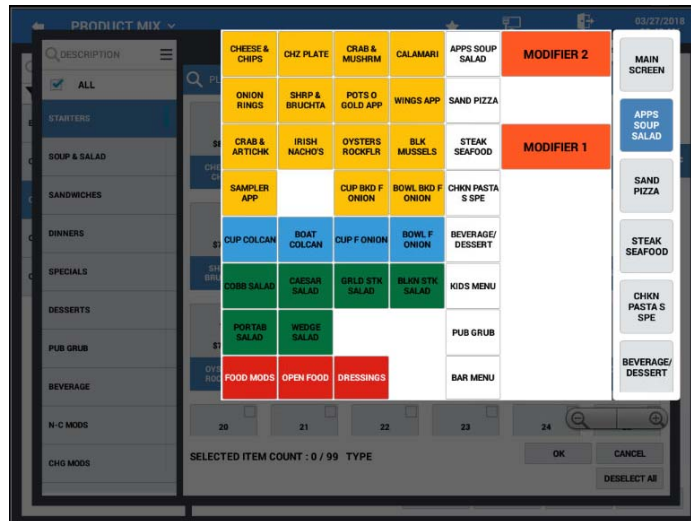 PRODUCT MIX
03/27/2018
DESCRIPTION
ALL
STARTERS
SOUP & SALAD
SANDWICHES
DINNERS
SPECIALS
DESSERTS
PUB GRUB
BEVERAGE
N-C MODS
CHG MODS
CHEESE &
CHIPS
CHZ PLATE
CRAB &
MUSHRM
CALAMARI
APPS SOUP
SALAD
MODIFIER 2
ONION
RINGS
SHRP &
BRUCHTA
POTS O
GOLD APP
WINGS APP
SAND PIZZA
CRAB &
ARTICHK
IRISH
NACHO'S
OYSTERS
ROCKFLR
BLK
MUSSELS
STEAK
SEAFOOD
MODIFIER 1
SAMPLER
APP
CUP BKD F
ONION
BOWL BKD F
ONION
CHKN PASTA
S SPE
CUP COLCAN
BOAT
COLCAN
CUP F ONION
BOWL F
ONION
BEVERAGE/
DESSERT
COBB SALAD
CAESAR
SALAD
GRLD STK
SALAD
BLKN STK
SALAD
KIDS MENU
PORTAB
SALAD
WEDGE
SALAD
PUB GRUB
FOOD MODS
OPEN FOOD
DRESSINGS
BAR MENU
MAIN
SCREEN
APPS
SOUP
SALAD
SAND
PIZZA
STEAK
SEAFOOD
CHKN
PASTA S
SPE
BEVERAGE/
DESSERT
20
21
22
23
24
SELECTED ITEM COUNT : 0 / 99 TYPE
OK
CANCEL
DESELECT All